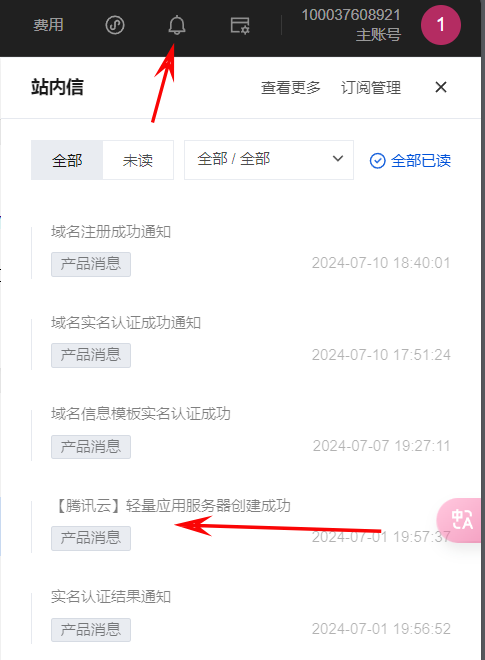 费用
100037608921
主账号
1
站内信
查看更多 订阅管理
全部 未读 全部 / 全部 全部已读
域名注册成功通知
产品消息 2024-07-10 18:40:01
域名实名认证成功通知
产品消息 2024-07-10 17:51:24
域名信息模板实名认证成功
产品消息 2024-07-07 19:27:11
【腾讯云】轻量应用服务器创建成功
产品消息 2024-07-01 19:57:37
中A
实名认证结果通知
产品消息 2024-07-01 19:56:52